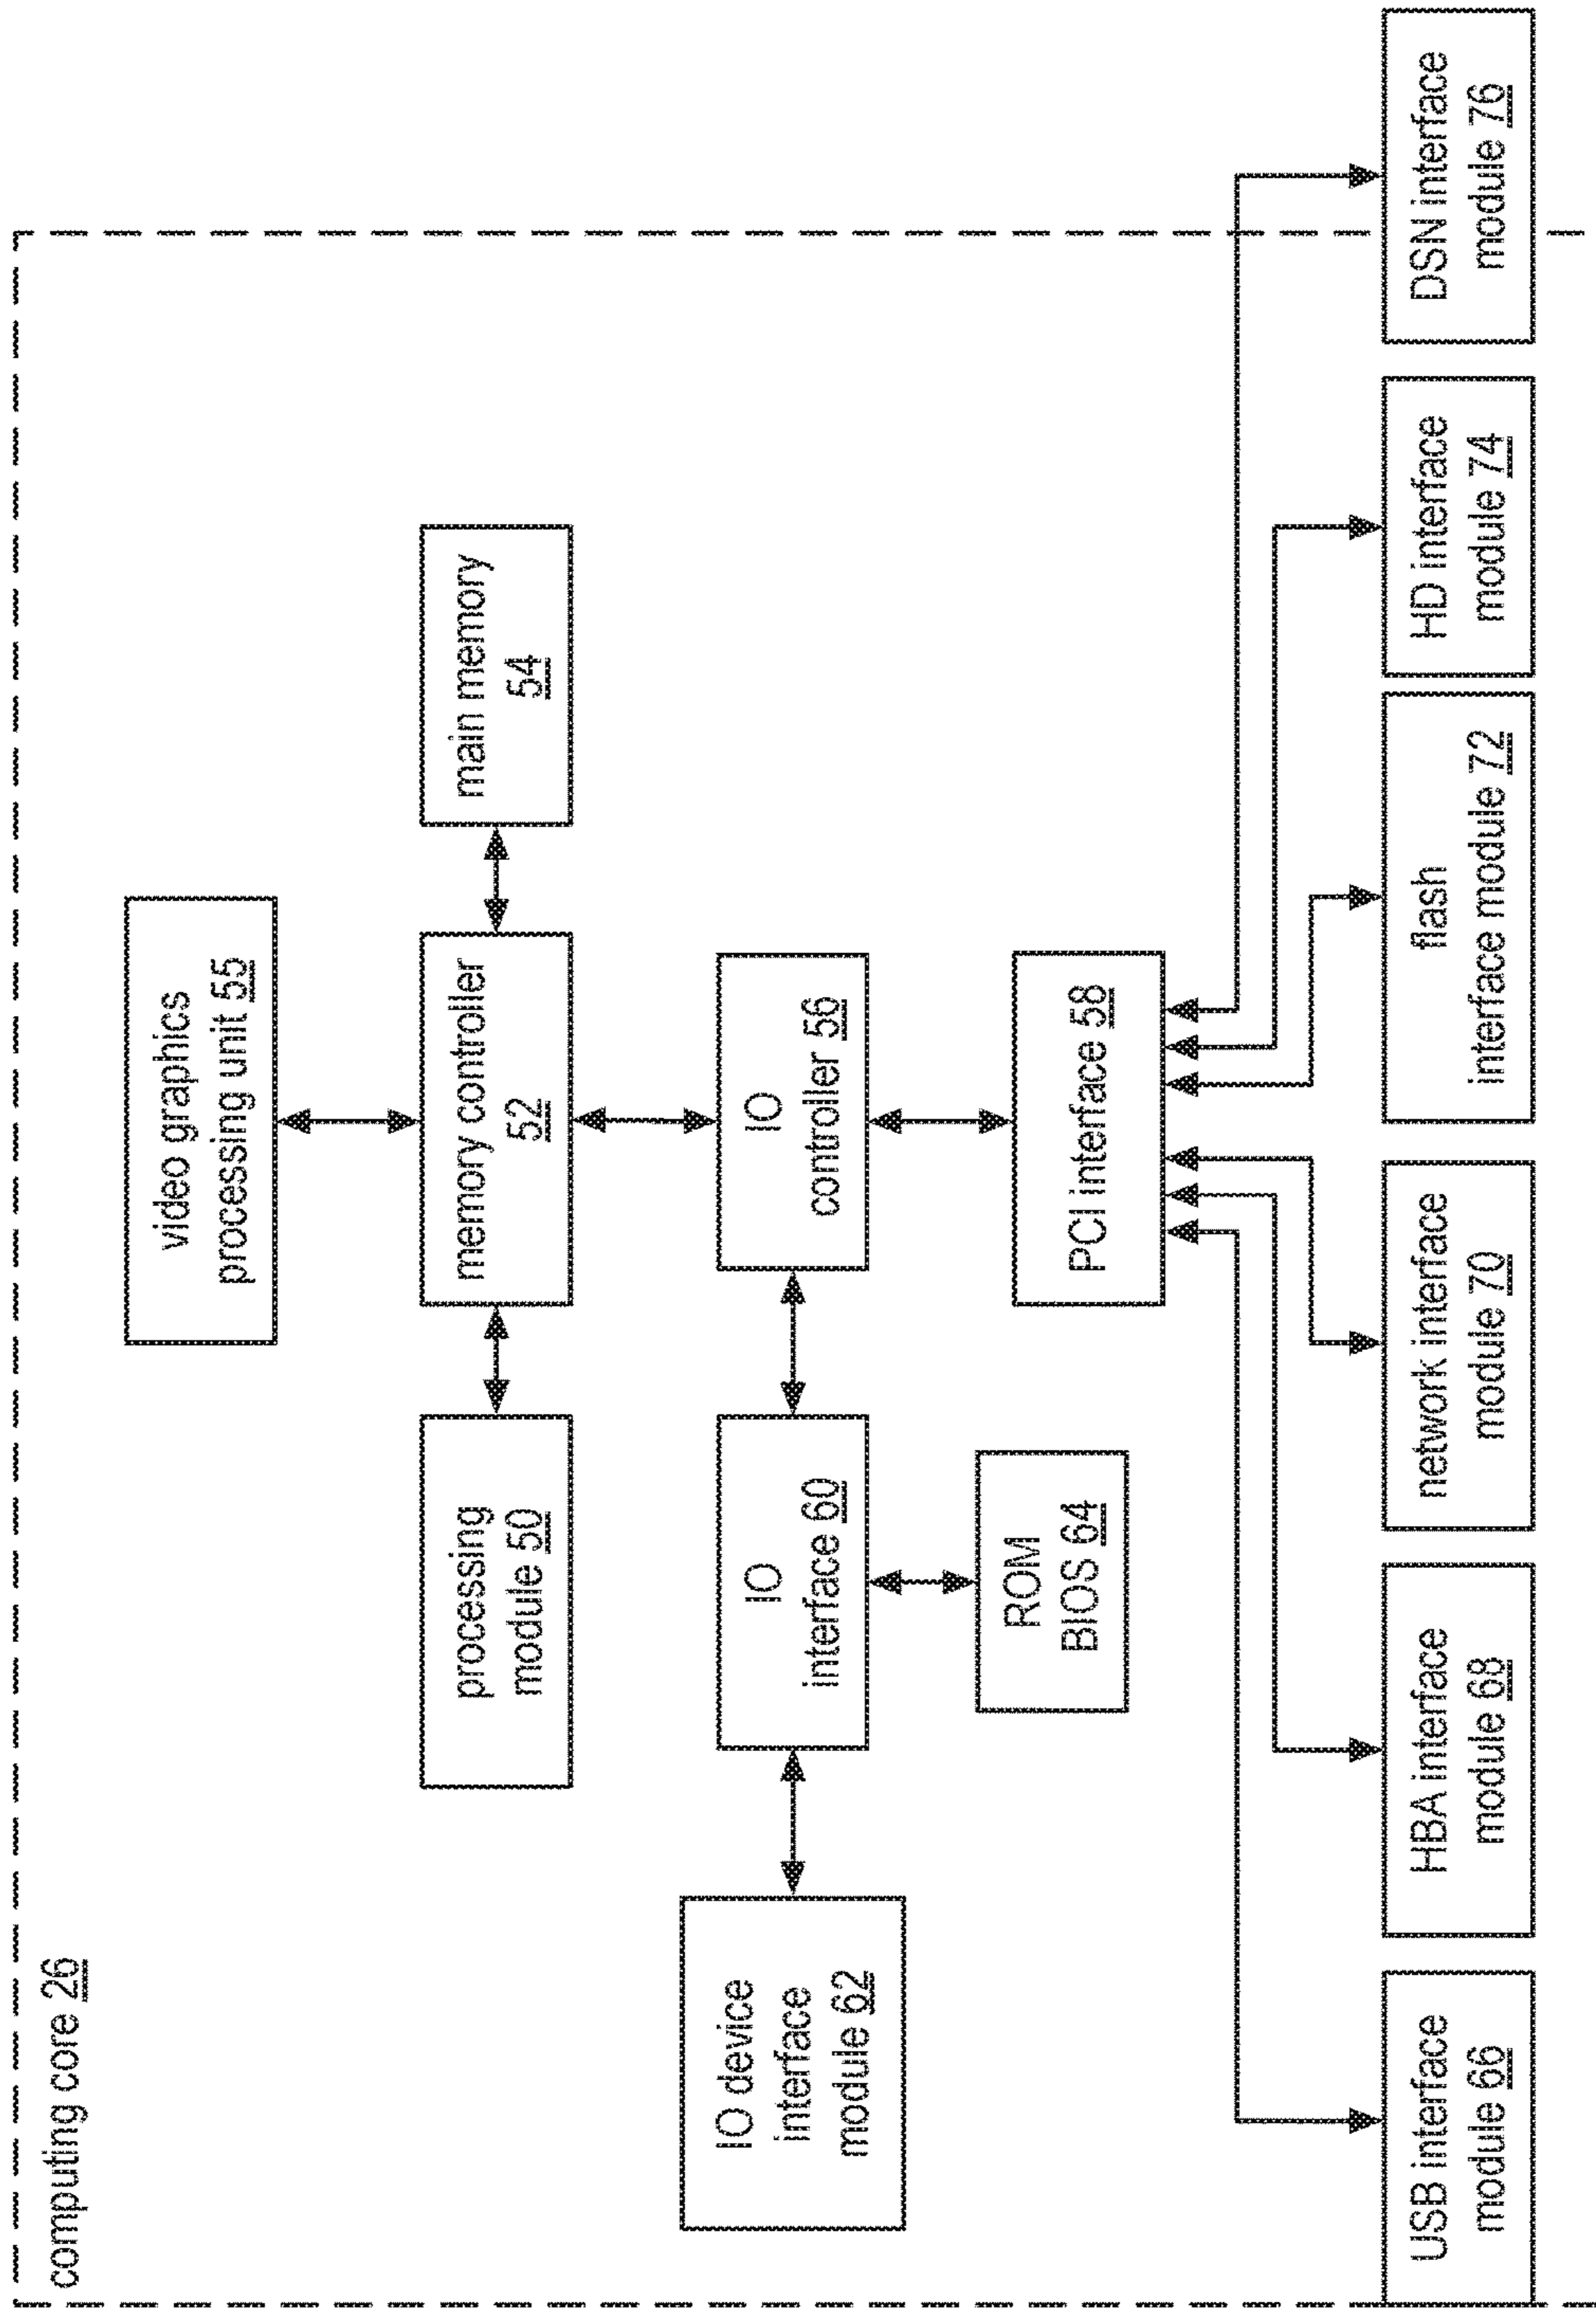 computing core 26
video graphics
processing unit 55
processing
module 50
memory controller
52
main memory
54
IO device
interface
module 62
IO
interface 60
IO
controller 56
ROM
BIOS 64
PCI interface 58
USB interface
module 66
HBA interface
module 68
network interface
module 70
flash
interface module 72
HD interface
module 74
DSN interface
module 76